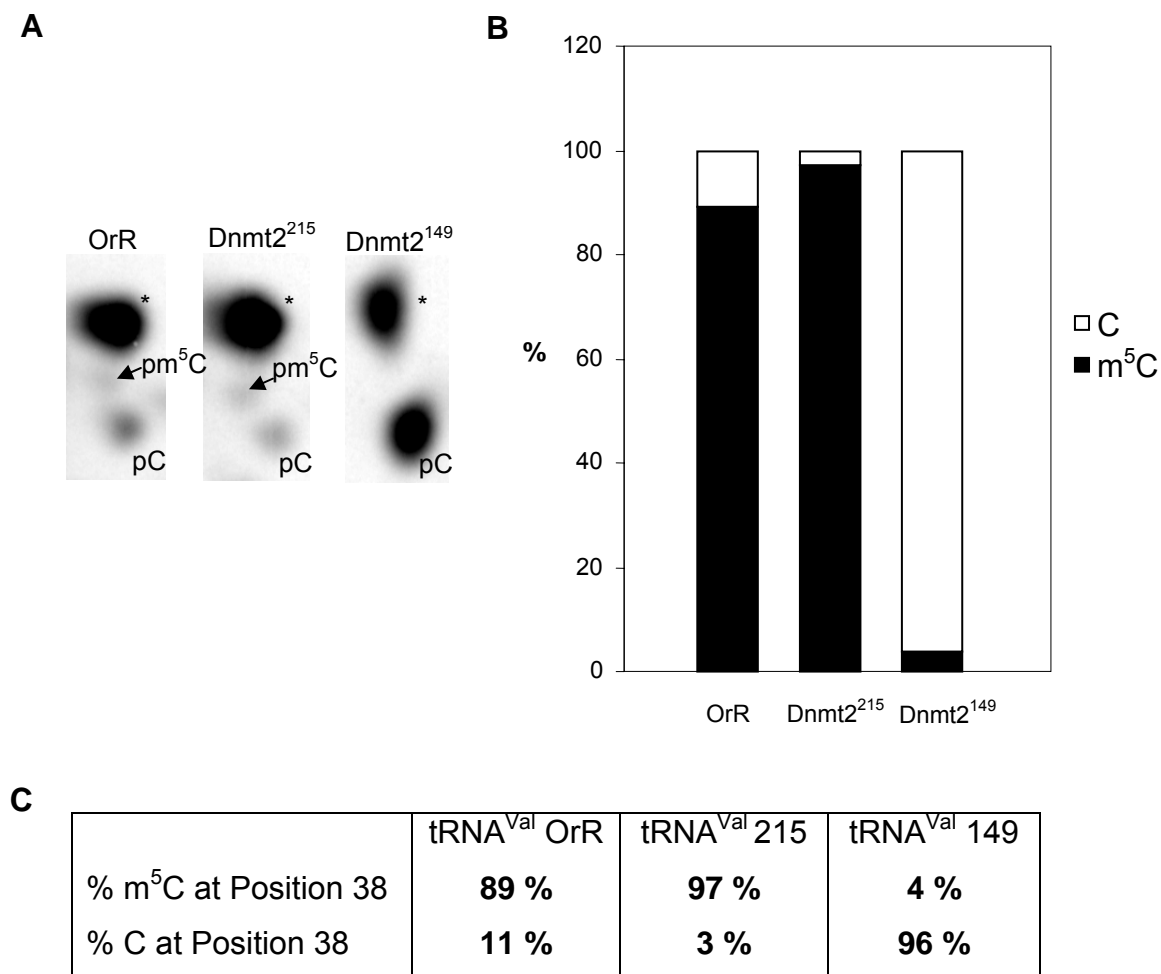 A
OrR Dnmt2²¹⁵ Dnmt2¹⁴⁹
* * *
pm⁵C pm⁵C
pC pC pC
B
120
100
80
60
40
20
0
%
OrR Dnmt2²¹⁵ Dnmt2¹⁴⁹
C
m⁵C
C
tRNAⱽᵃˡ OrR tRNAⱽᵃˡ 215 tRNAⱽᵃˡ 149
% m⁵C at Position 38 89 % 97 % 4 %
% C at Position 38 11 % 3 % 96 %